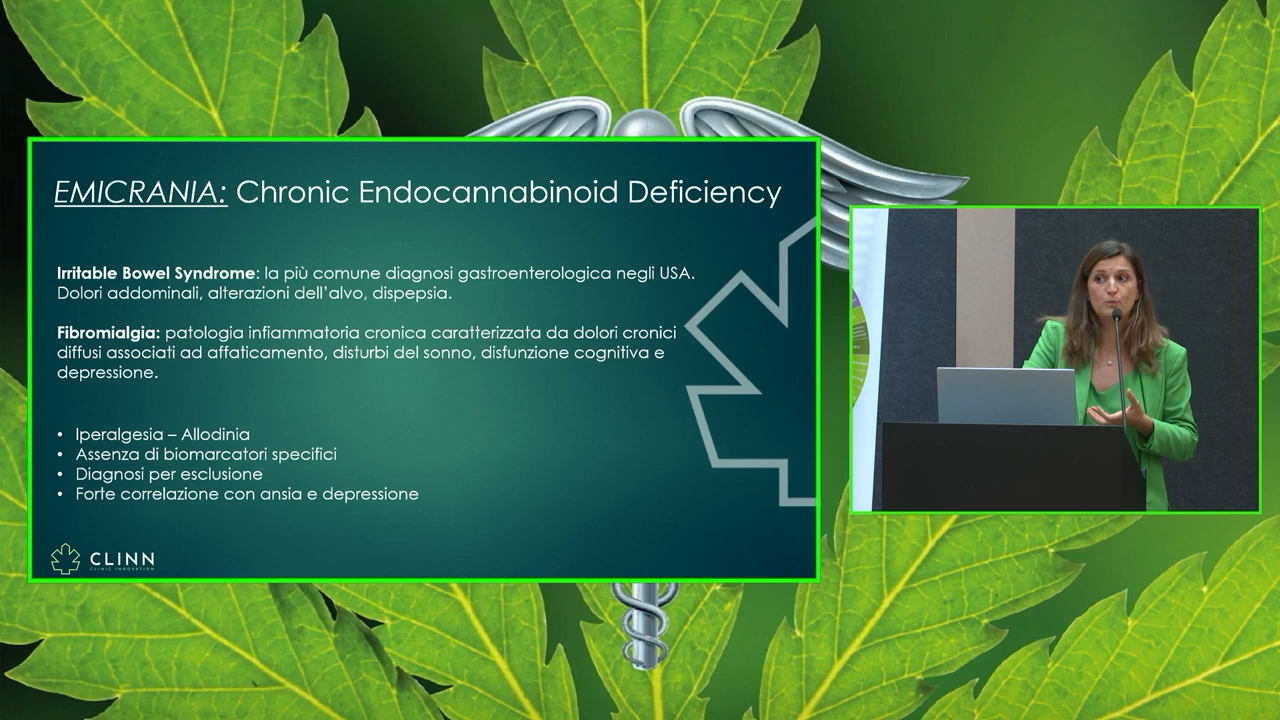 EMICRANIA: Chronic Endocannabinoid Deficiency
Irritable Bowel Syndrome: la più comune diagnosi gastroenterologica negli USA.
Dolori addominali, alterazioni dell'alvo, dispepsia.
Fibromialgia: patologia infiammatoria cronica caratterizzata da dolori cronici
diffusi associati ad affaticamento, disturbi del sonno, disfunzione cognitiva e
depressione.
• Iperalgesia – Allodinia
• Assenza di biomarcatori specifici
• Diagnosi per esclusione
• Forte correlazione con ansia e depressione
CLINN
CLINIC INNOVATION